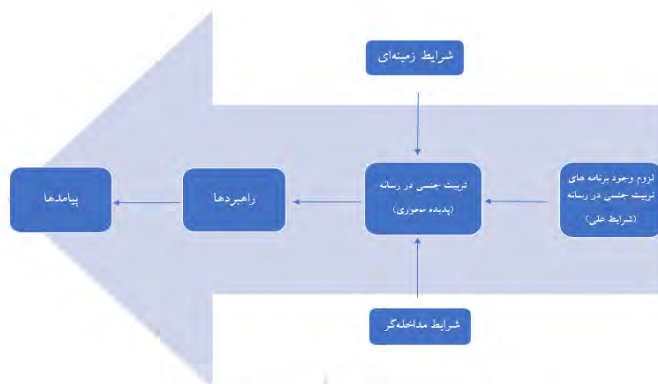 شرایط زمینه‌ای
لزوم وجود برنامه های
تربیت جنسی در رسانه
(شرایط علی)
تربیت جنسی در رسانه
(پدیده محوری)
راهبردها
پیامدها
شرایط مداخله‌گر